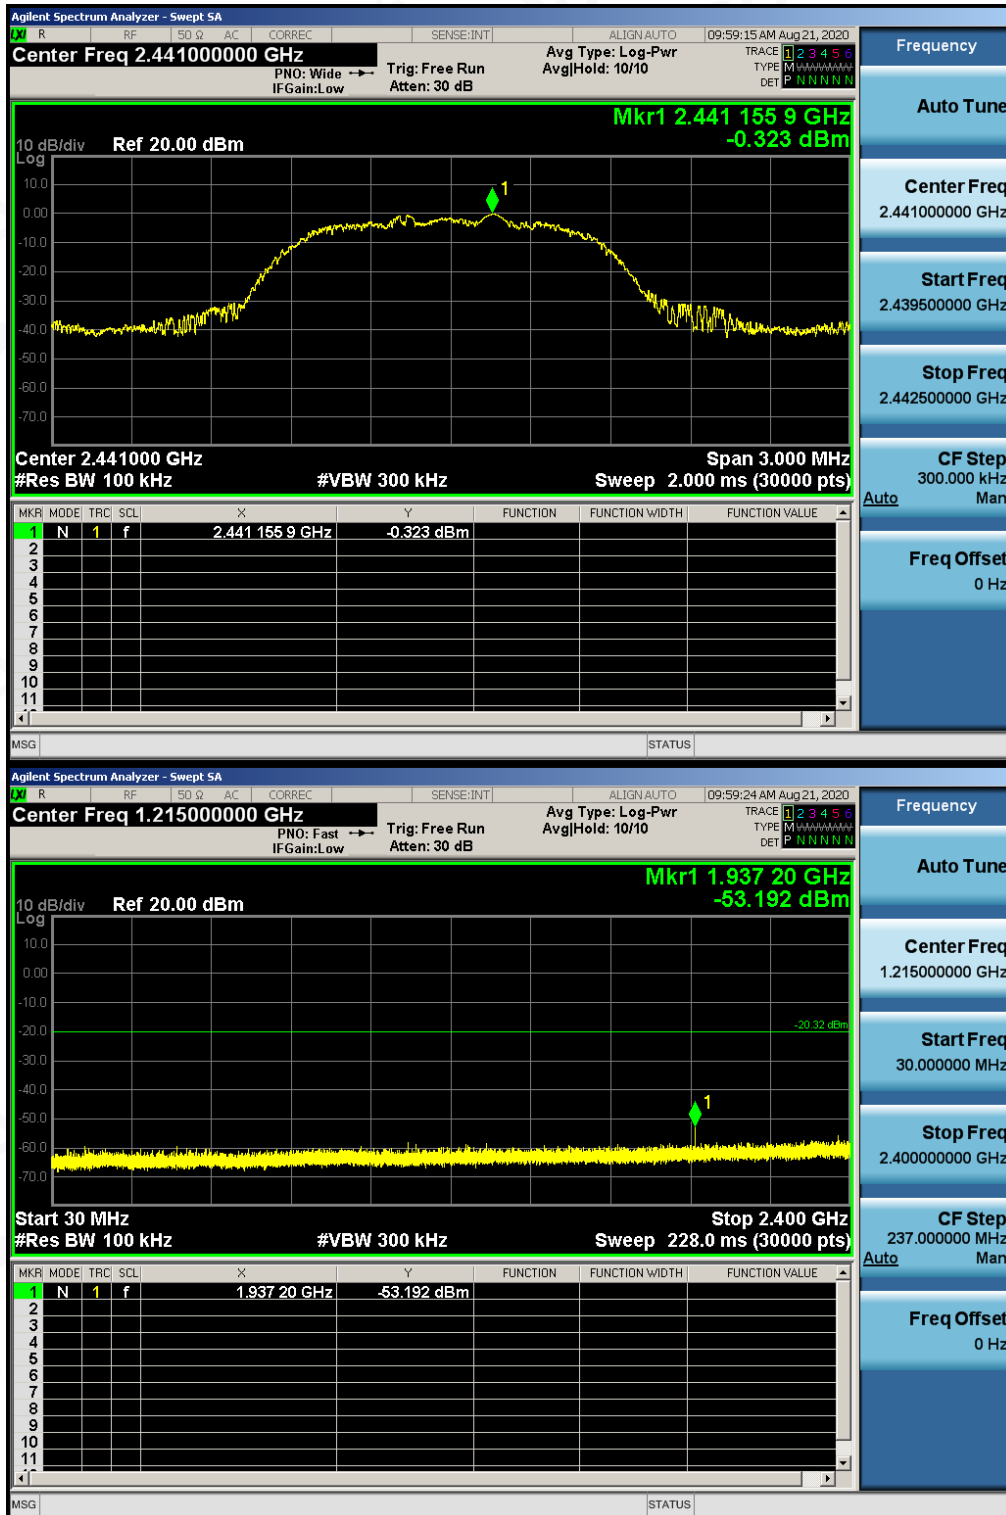 Agilent Spectrum Analyzer - Swept SA
LXI R RF 50 Ω AC CORREC SENSE:INT ALIGN AUTO 09:59:15 AM Aug 21, 2020
Center Freq 2.441000000 GHz
PNO: Wide
IFGain:Low
Trig: Free Run
Atten: 30 dB
Avg Type: Log-Pwr
Avg|Hold: 10/10
TRACE 1 2 3 4 5 6
TYPE M WWWWW
DET P N N N N N
Mkr1 2.441 155 9 GHz
-0.323 dBm
10 dB/div Ref 20.00 dBm
Log
10.0
0.00
-10.0
-20.0
-30.0
-40.0
-50.0
-60.0
-70.0
1
Center 2.441000 GHz Span 3.000 MHz
#Res BW 100 kHz #VBW 300 kHz Sweep 2.000 ms (30000 pts)
MKR MODE TRC SCL X Y FUNCTION FUNCTION WIDTH FUNCTION VALUE
1 N 1 f 2.441 155 9 GHz -0.323 dBm
2
3
4
5
6
7
8
9
10
11
MSG STATUS
Frequency
Auto Tune
Center Freq
2.441000000 GHz
Start Freq
2.439500000 GHz
Stop Freq
2.442500000 GHz
CF Step
300.000 kHz
Auto Man
Freq Offset
0 Hz
Agilent Spectrum Analyzer - Swept SA
LXI R RF 50 Ω AC CORREC SENSE:INT ALIGN AUTO 09:59:24 AM Aug 21, 2020
Center Freq 1.215000000 GHz
PNO: Fast
IFGain:Low
Trig: Free Run
Atten: 30 dB
Avg Type: Log-Pwr
Avg|Hold: 10/10
TRACE 1 2 3 4 5 6
TYPE M WWWWW
DET P N N N N N
Mkr1 1.937 20 GHz
-53.192 dBm
10 dB/div Ref 20.00 dBm
Log
10.0
0.00
-10.0
-20.0
-30.0
-40.0
-50.0
-60.0
-70.0
-20.32 dBm
1
Start 30 MHz Stop 2.400 GHz
#Res BW 100 kHz #VBW 300 kHz Sweep 228.0 ms (30000 pts)
MKR MODE TRC SCL X Y FUNCTION FUNCTION WIDTH FUNCTION VALUE
1 N 1 f 1.937 20 GHz -53.192 dBm
2
3
4
5
6
7
8
9
10
11
MSG STATUS
Frequency
Auto Tune
Center Freq
1.215000000 GHz
Start Freq
30.000000 MHz
Stop Freq
2.400000000 GHz
CF Step
237.000000 MHz
Auto Man
Freq Offset
0 Hz